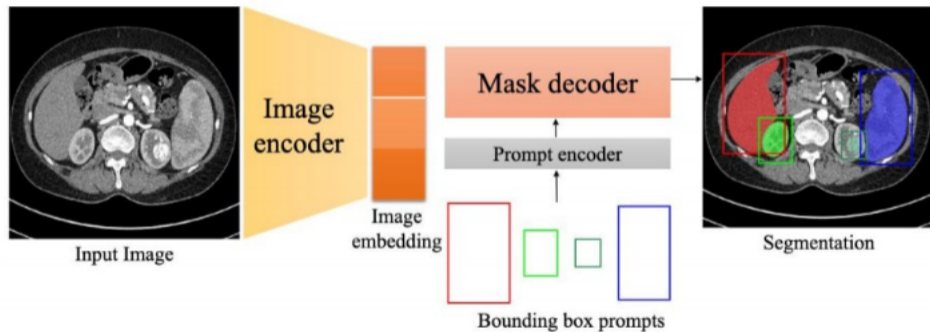 Input Image
Image
encoder
Image
embedding
Mask decoder
Prompt encoder
Bounding box prompts
Segmentation